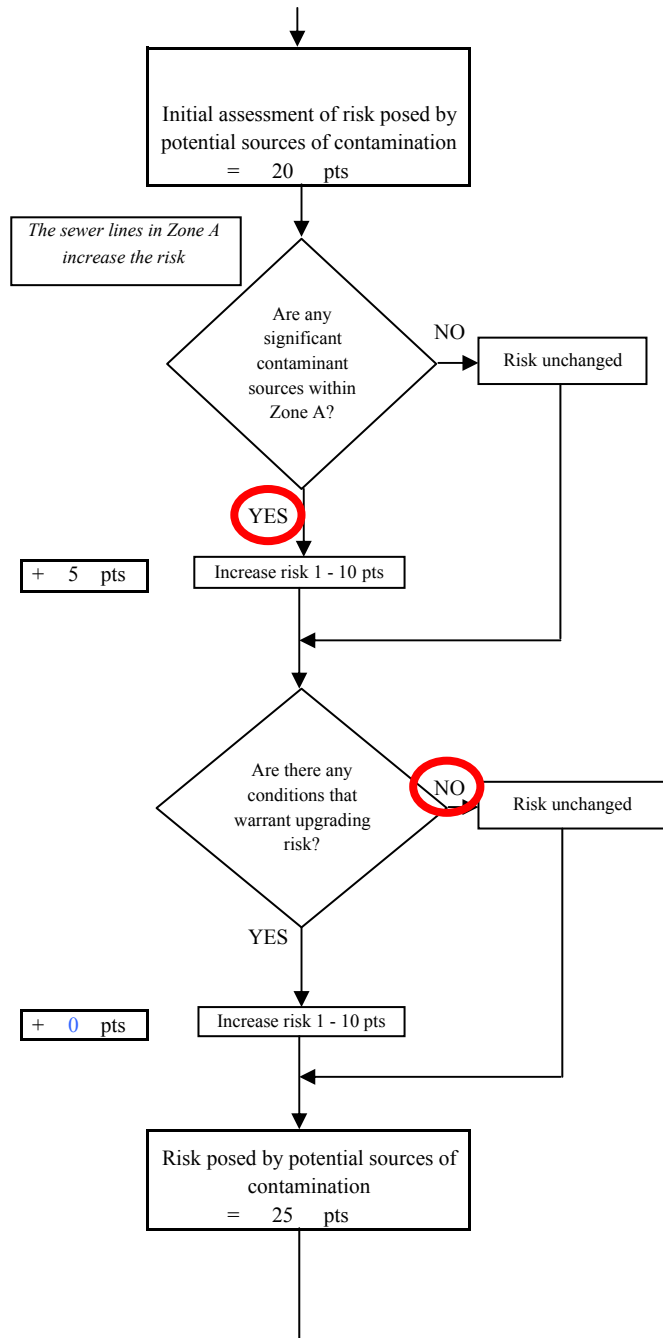 Initial assessment of risk posed by
potential sources of contamination
= 20 pts
The sewer lines in Zone A
increase the risk
Are any
significant
contaminant
sources within
Zone A?
NO
Risk unchanged
YES
+ 5 pts
Increase risk 1 - 10 pts
Are there any
conditions that
warrant upgrading
risk?
NO
Risk unchanged
YES
+ 0 pts
Increase risk 1 - 10 pts
Risk posed by potential sources of
contamination
= 25 pts